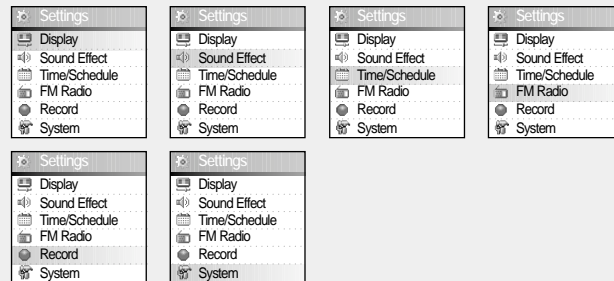 Settings
Display
Sound Effect
Time/Schedule
FM Radio
Record
System
Settings
Display
Sound Effect
Time/Schedule
FM Radio
Record
System
Settings
Display
Sound Effect
Time/Schedule
FM Radio
Record
System
Settings
Display
Sound Effect
Time/Schedule
FM Radio
Record
System
Settings
Display
Sound Effect
Time/Schedule
FM Radio
Record
System
Settings
Display
Sound Effect
Time/Schedule
FM Radio
Record
System